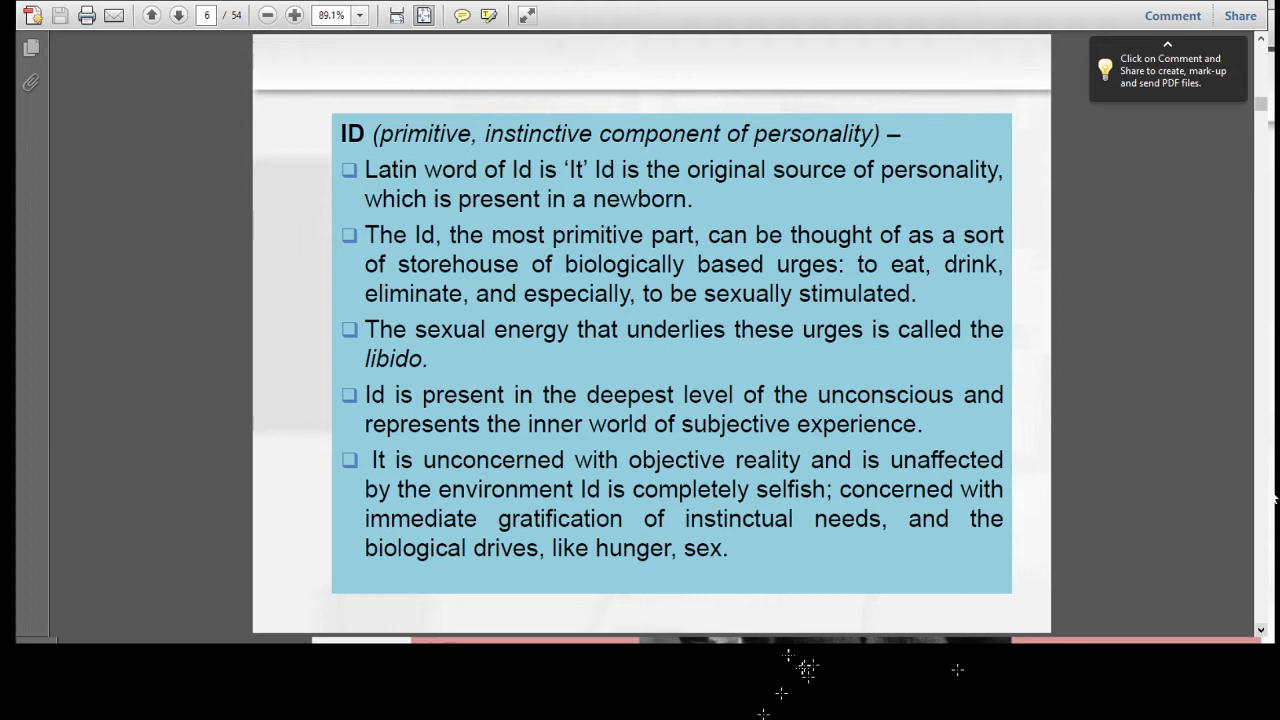 6 / 54
89.1%
Comment
Share
Click on Comment and
Share to create, mark-up
and send PDF files.
ID (primitive, instinctive component of personality) –
Latin word of Id is ‘It’ Id is the original source of personality,
which is present in a newborn.
The Id, the most primitive part, can be thought of as a sort
of storehouse of biologically based urges: to eat, drink,
eliminate, and especially, to be sexually stimulated.
The sexual energy that underlies these urges is called the
libido.
Id is present in the deepest level of the unconscious and
represents the inner world of subjective experience.
It is unconcerned with objective reality and is unaffected
by the environment Id is completely selfish; concerned with
immediate gratification of instinctual needs, and the
biological drives, like hunger, sex.